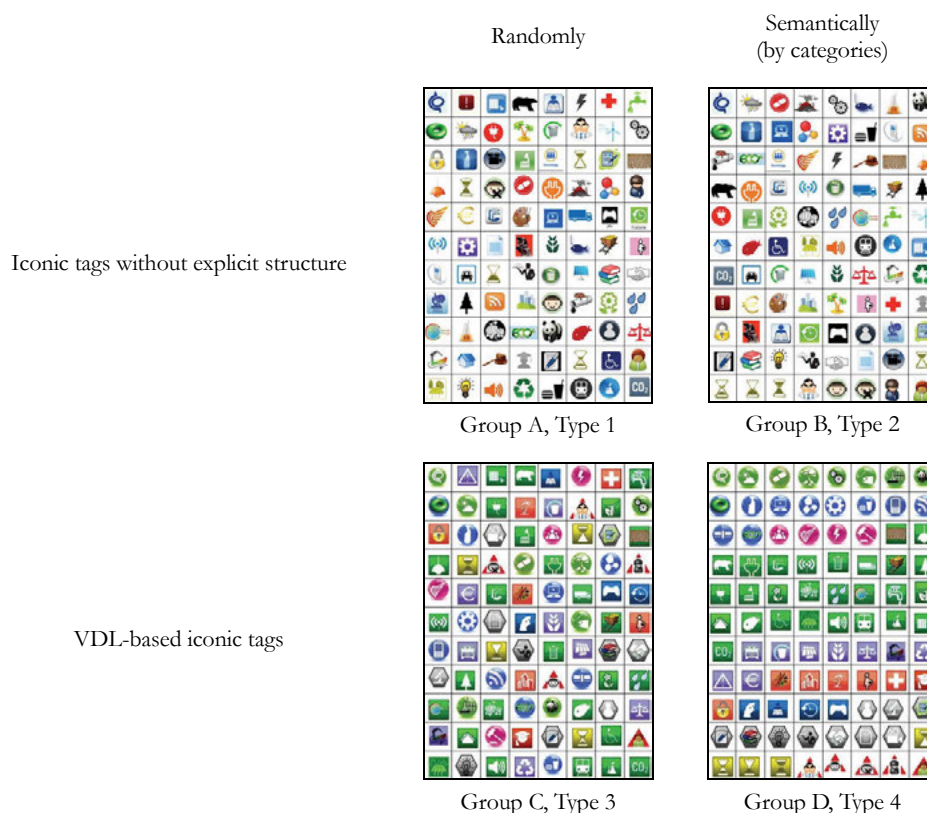 Randomly
Semantically
(by categories)
Iconic tags without explicit structure
Group A, Type 1
Group B, Type 2
VDL-based iconic tags
Group C, Type 3
Group D, Type 4